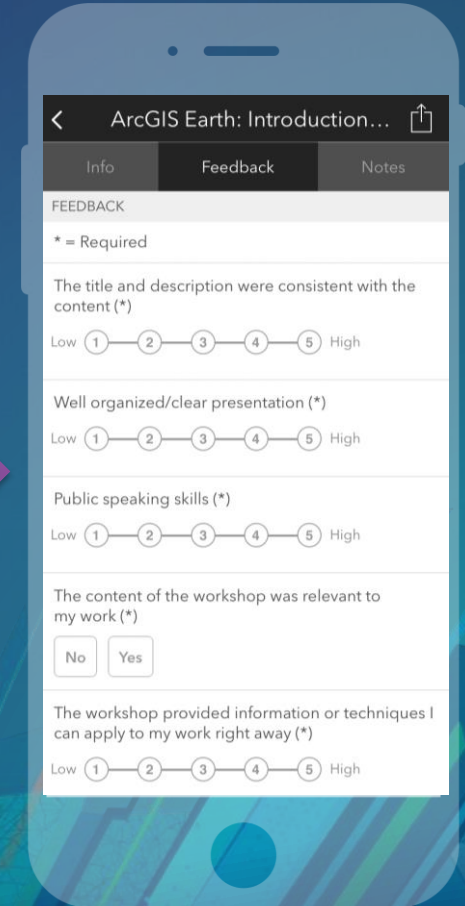 ArcGIS Earth: Introduction...
Info Feedback Notes
FEEDBACK
* = Required
The title and description were consistent with the
content (*)
Low 1 2 3 4 5 High
Well organized/clear presentation (*)
Low 1 2 3 4 5 High
Public speaking skills (*)
Low 1 2 3 4 5 High
The content of the workshop was relevant to
my work (*)
No Yes
The workshop provided information or techniques I
can apply to my work right away (*)
Low 1 2 3 4 5 High